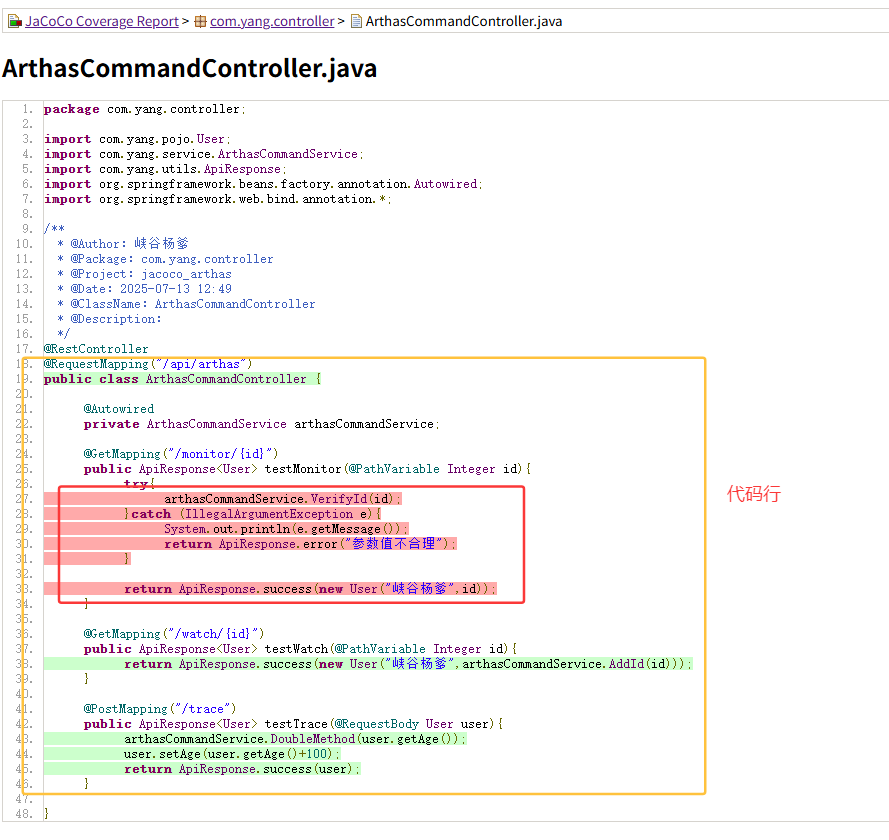 JaCoCo Coverage Report > com.yang.controller > ArthasCommandController.java
ArthasCommandController.java
1. package com.yang.controller;
2.
3. import com.yang.pojo.User;
4. import com.yang.service.ArthasCommandService;
5. import com.yang.utils.ApiResponse;
6. import org.springframework.beans.factory.annotation.Autowired;
7. import org.springframework.web.bind.annotation.*;
8.
9. /**
10. * @Author: 峡谷杨爹
11. * @Package: com.yang.controller
12. * @Project: jacoco_arthas
13. * @Date: 2025-07-13 12:49
14. * @ClassName: ArthasCommandController
15. * @Description:
16. */
17. @RestController
18. @RequestMapping("/api/arthas")
19. public class ArthasCommandController {
20.
21. @Autowired
22. private ArthasCommandService arthasCommandService;
23.
24. @GetMapping("/monitor/{id}")
25. public ApiResponse<User> testMonitor(@PathVariable Integer id){
26. try{
27. arthasCommandService.VerifyId(id);
28. }catch (IllegalArgumentException e){
29. System.out.println(e.getMessage());
30. return ApiResponse.error("参数值不合理");
31. }
32.
33. return ApiResponse.success(new User("峡谷杨爹",id));
34. }
35.
36. @GetMapping("/watch/{id}")
37. public ApiResponse<User> testWatch(@PathVariable Integer id){
38. return ApiResponse.success(new User("峡谷杨爹",arthasCommandService.AddId(id)));
39. }
40.
41. @PostMapping("/trace")
42. public ApiResponse<User> testTrace(@RequestBody User user){
43. arthasCommandService.DoubleMethod(user.getAge());
44. user.setAge(user.getAge()+100);
45. return ApiResponse.success(user);
46. }
47.
48. }
代码行